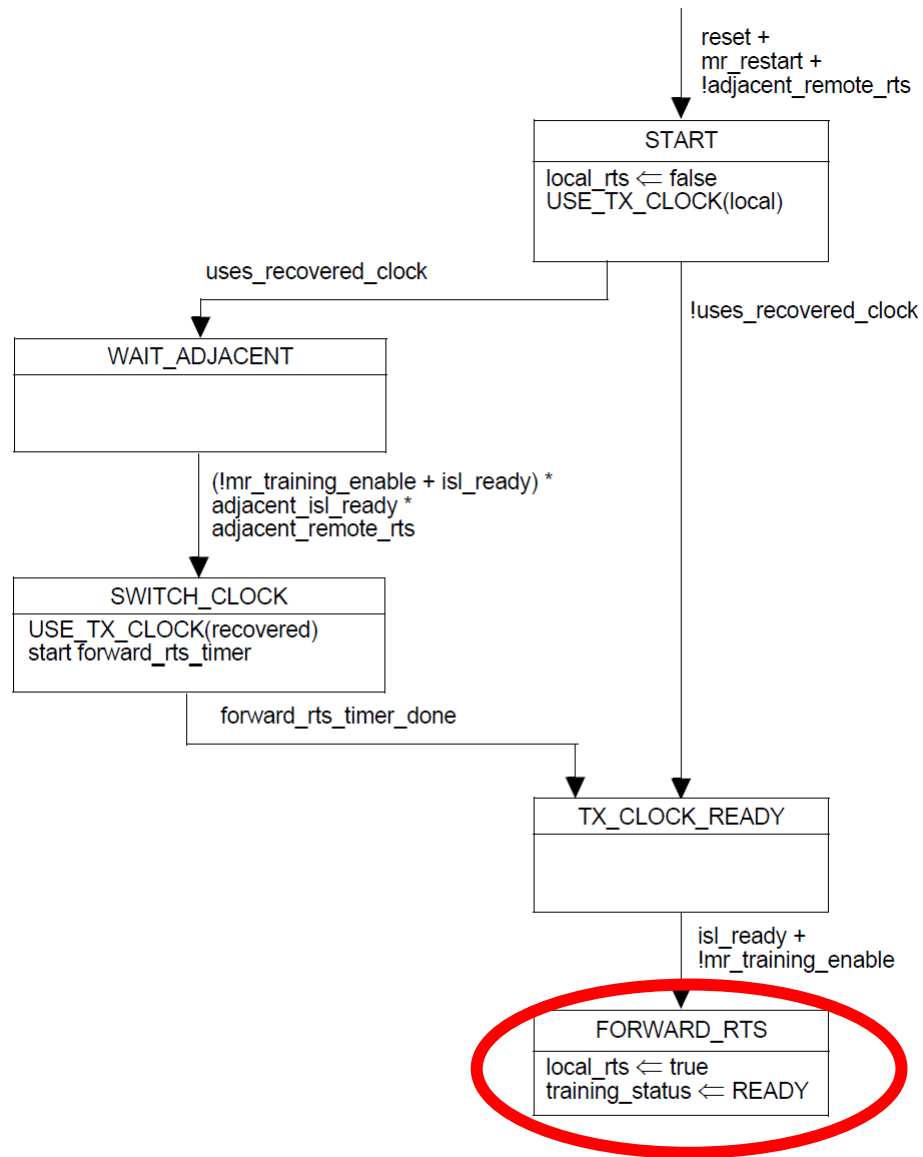 reset +
mr_restart +
!adjacent_remote_rts
START
local_rts ⇐ false
USE_TX_CLOCK(local)
uses_recovered_clock
!uses_recovered_clock
WAIT_ADJACENT
(!mr_training_enable + isl_ready) *
adjacent_isl_ready *
adjacent_remote_rts
SWITCH_CLOCK
USE_TX_CLOCK(recovered)
start forward_rts_timer
forward_rts_timer_done
TX_CLOCK_READY
isl_ready +
!mr_training_enable
FORWARD_RTS
local_rts ⇐ true
training_status ⇐ READY